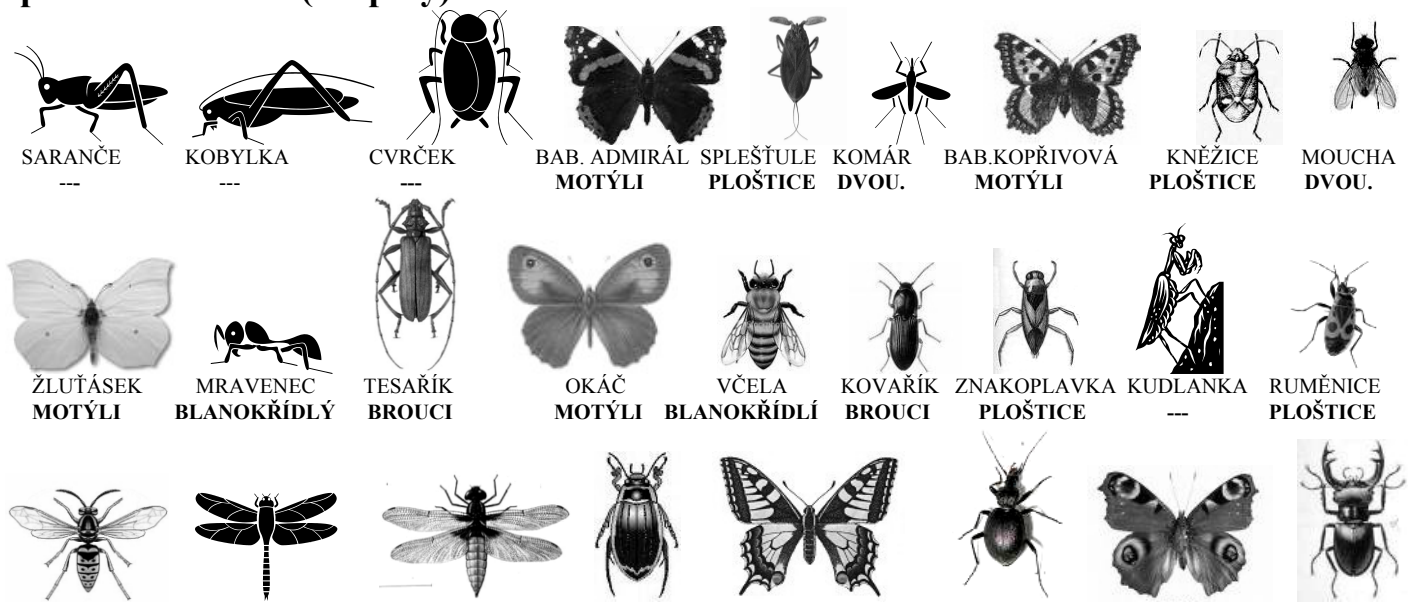 SARANČE KOBYLKA CVRČEK BAB. ADMIRÁL SPLEŠŤULE KOMÁR BAB.KOPŘIVOVÁ KNĚŽICE MOUCHA
--- --- --- MOTÝLI PLOŠTICE DVOU. MOTÝLI PLOŠTICE DVOU.
ŽLUŤÁSEK MRAVENEC TESAŘÍK OKÁČ VČELA KOVAŘÍK ZNAKOPLAVKA KUDLANKA RUMĚNICE
MOTÝLI BLANOKŘÍDLÝ BROUCI MOTÝLI BLANOKŘÍDLÍ BROUCI PLOŠTICE --- PLOŠTICE